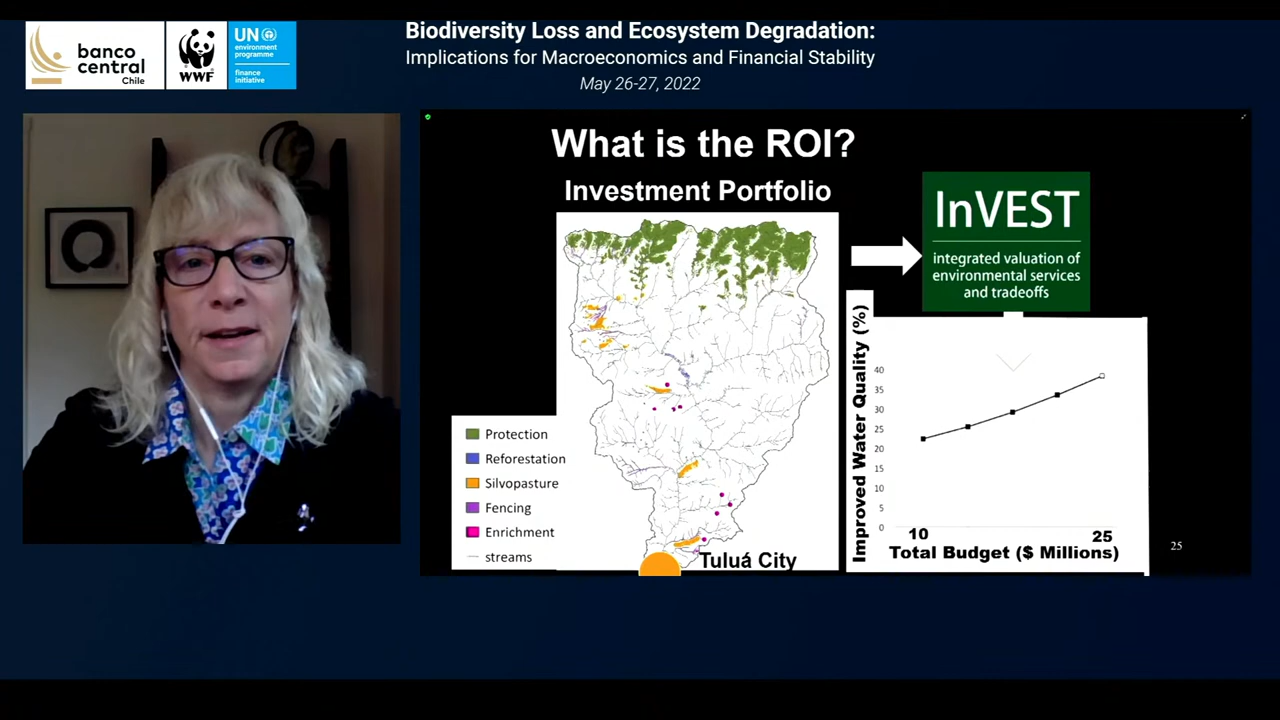 Biodiversity Loss and Ecosystem Degradation:
Implications for Macroeconomics and Financial Stability
May 26-27, 2022
banco
central
Chile
WWF
UN
environment
programme
finance
initiative
What is the ROI?
Investment Portfolio
Protection
Reforestation
Silvopasture
Fencing
Enrichment
streams
Tuluá City
InVEST
integrated valuation of
environmental services
and tradeoffs
Improved Water Quality (%)
40
35
30
25
20
15
10
5
0
10
25
Total Budget ($ Millions)
25